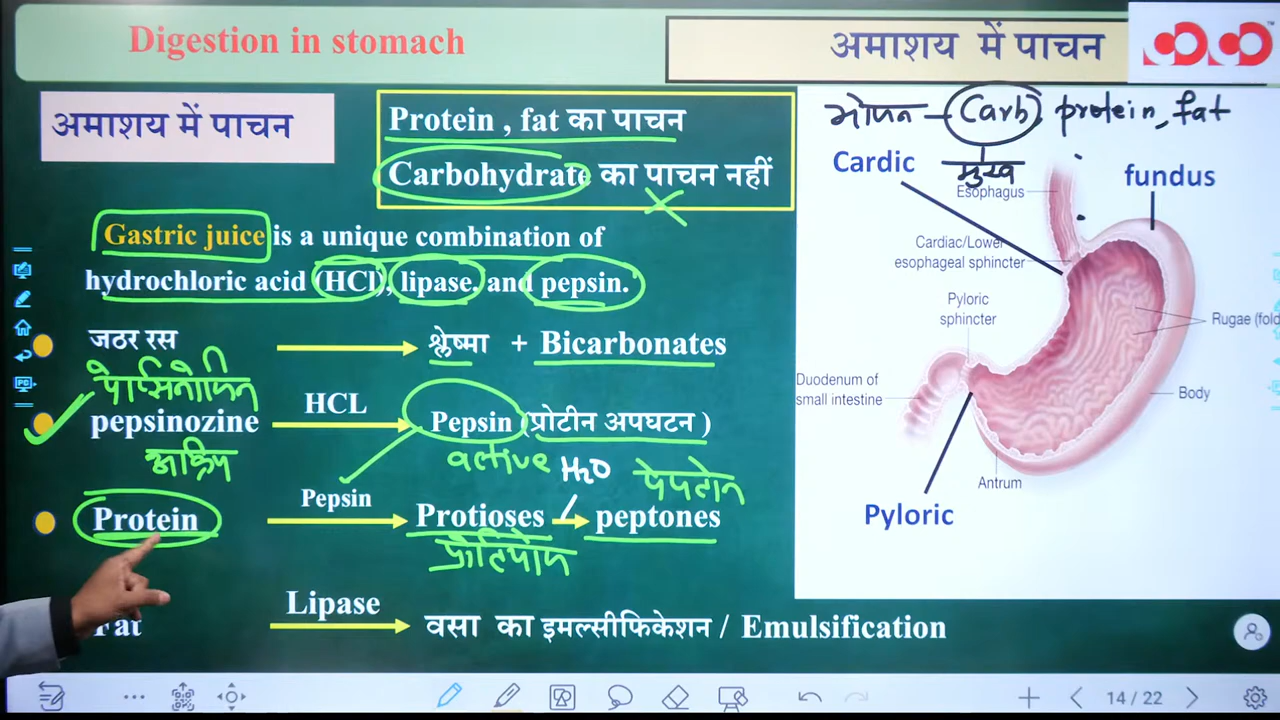 Digestion in stomach
अमाशय में पाचन
अमाशय में पाचन
Protein , fat का पाचन
Carbohydrate का पाचन नहीं
Gastric juice is a unique combination of
hydrochloric acid (HCl), lipase, and pepsin.
जठर रस श्लेष्मा + Bicarbonates
पेप्सिनोजिन
pepsinozine HCL Pepsin (प्रोटीन अपघटन )
active H₂O पेपटोन
Protein Pepsin Protioses peptones
प्रोटियोज
Fat Lipase वसा का इमल्सीफिकेशन / Emulsification
भोजन – Carb, protein, fat
मुख
Cardic
fundus
Esophagus
Cardiac/Lower
esophageal sphincter
Pyloric
sphincter
Rugae (fold
Duodenum of
small intestine
Body
Antrum
Pyloric
14 / 22